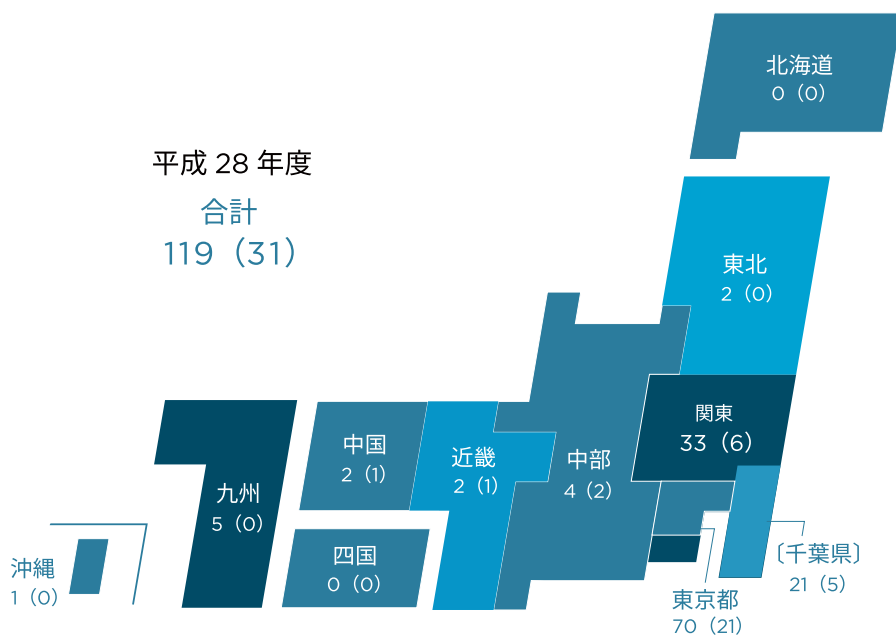 北海道
0（0）
平成 28 年度
合計
119（31）
東北
2（0）
関東
33（6）
中国
2（1）
近畿
2（1）
中部
4（2）
九州
5（0）
四国
0（0）
沖縄
1（0）
〔千葉県〕
21（5）
東京都
70（21）